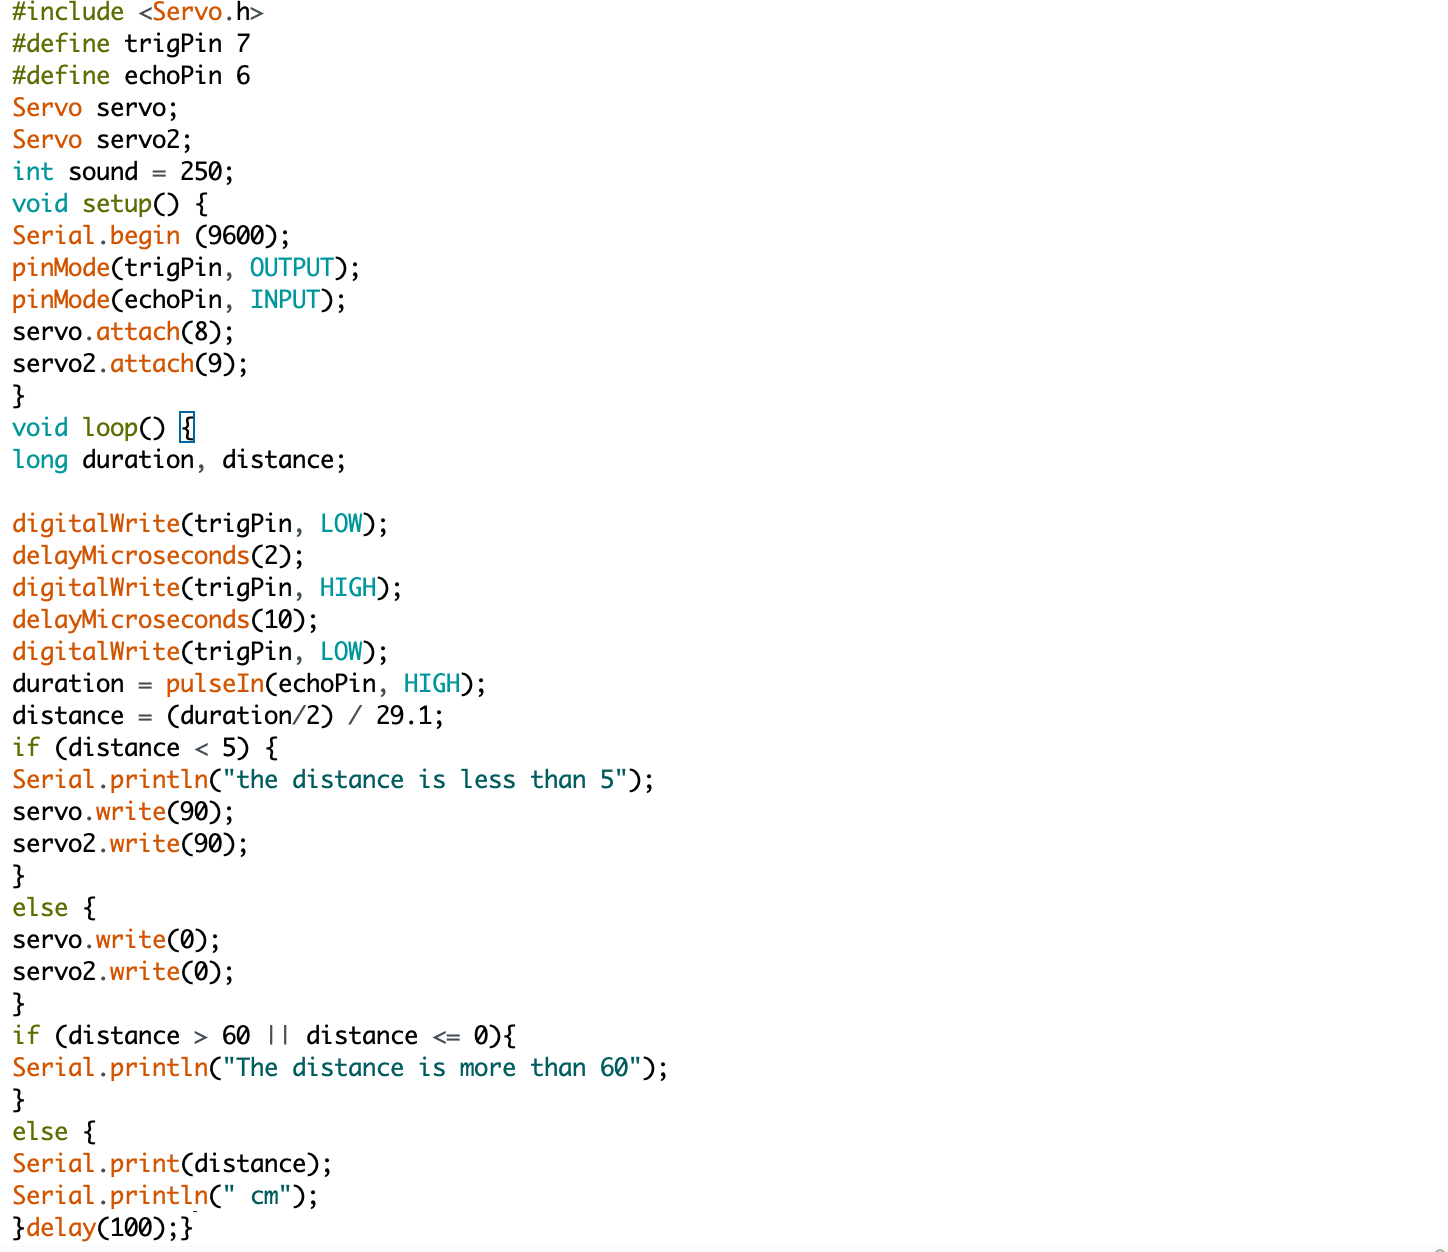 #include <Servo.h>
#define trigPin 7
#define echoPin 6
Servo servo;
Servo servo2;
int sound = 250;
void setup() {
Serial.begin (9600);
pinMode(trigPin, OUTPUT);
pinMode(echoPin, INPUT);
servo.attach(8);
servo2.attach(9);
}
void loop() {
long duration, distance;

digitalWrite(trigPin, LOW);
delayMicroseconds(2);
digitalWrite(trigPin, HIGH);
delayMicroseconds(10);
digitalWrite(trigPin, LOW);
duration = pulseIn(echoPin, HIGH);
distance = (duration/2) / 29.1;
if (distance < 5) {
Serial.println("the distance is less than 5");
servo.write(90);
servo2.write(90);
}
else {
servo.write(0);
servo2.write(0);
}
if (distance > 60 || distance <= 0){
Serial.println("The distance is more than 60");
}
else {
Serial.print(distance);
Serial.println(" cm");
}delay(100);}